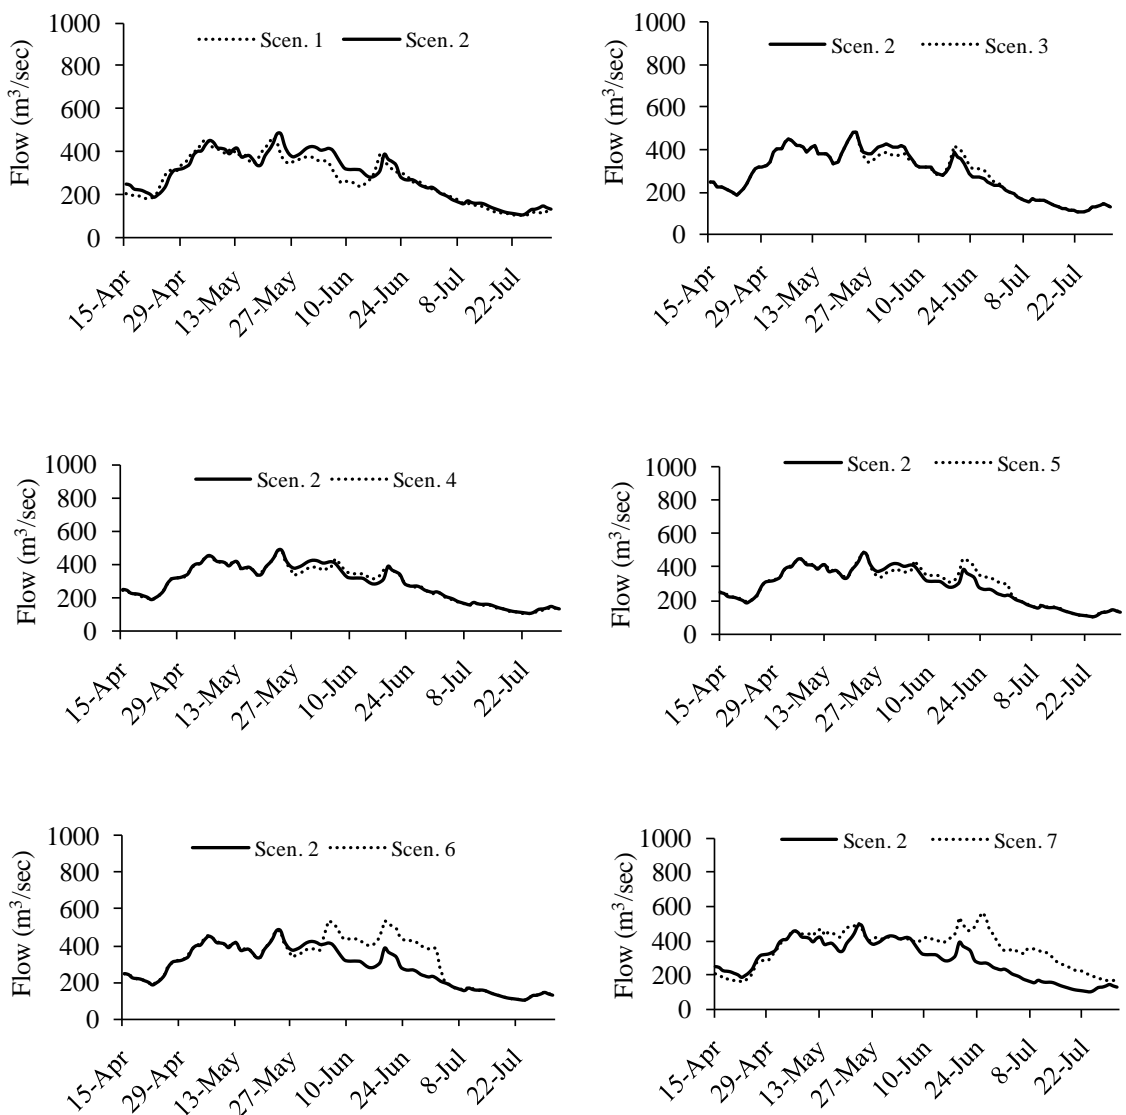 1000
800
600
400
200
0
Flow (m³/sec)
Scen. 1 Scen. 2
15-Apr 29-Apr 13-May 27-May 10-Jun 24-Jun 8-Jul 22-Jul
1000
800
600
400
200
0
Flow (m³/sec)
Scen. 2 Scen. 3
15-Apr 29-Apr 13-May 27-May 10-Jun 24-Jun 8-Jul 22-Jul
1000
800
600
400
200
0
Flow (m³/sec)
Scen. 2 Scen. 4
15-Apr 29-Apr 13-May 27-May 10-Jun 24-Jun 8-Jul 22-Jul
1000
800
600
400
200
0
Flow (m³/sec)
Scen. 2 Scen. 5
15-Apr 29-Apr 13-May 27-May 10-Jun 24-Jun 8-Jul 22-Jul
1000
800
600
400
200
0
Flow (m³/sec)
Scen. 2 Scen. 6
15-Apr 29-Apr 13-May 27-May 10-Jun 24-Jun 8-Jul 22-Jul
1000
800
600
400
200
0
Flow (m³/sec)
Scen. 2 Scen. 7
15-Apr 29-Apr 13-May 27-May 10-Jun 24-Jun 8-Jul 22-Jul